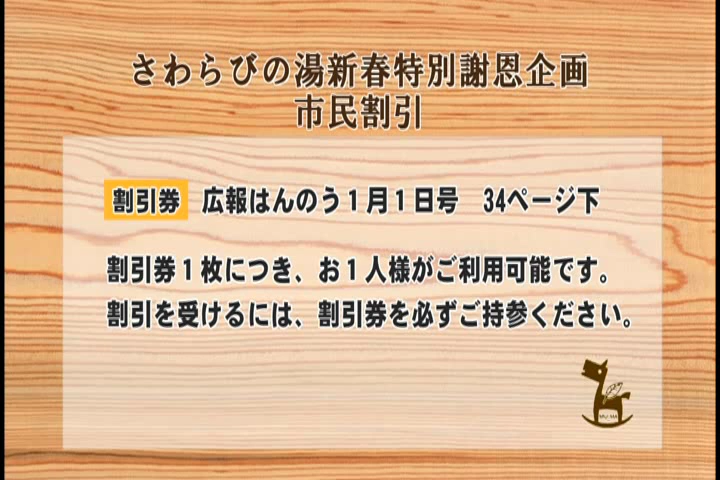 さわらびの湯新春特別謝恩企画
市民割引
割引券 広報はんのう１月１日号　34ページ下
割引券１枚につき、お１人様がご利用可能です。
割引を受けるには、割引券を必ずご持参ください。